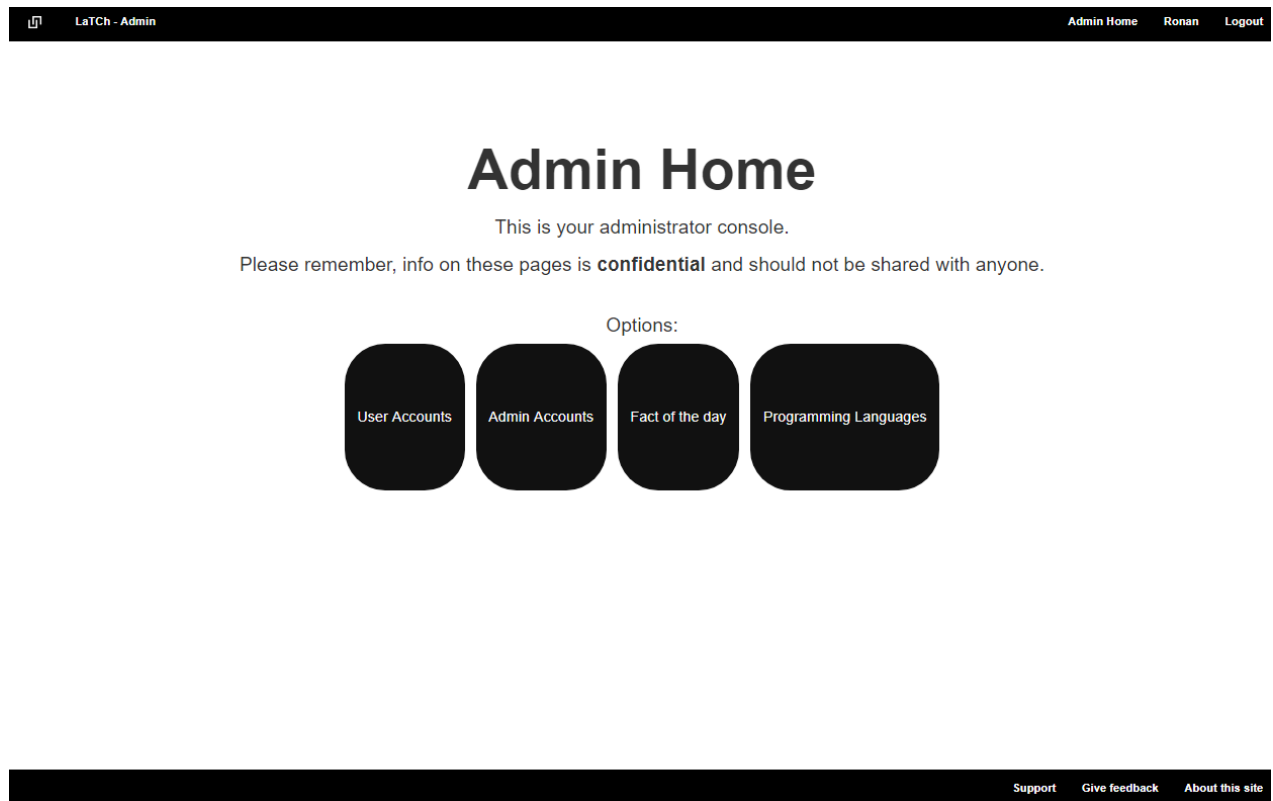 LaTCh - Admin Admin Home Ronan Logout
Admin Home
This is your administrator console.
Please remember, info on these pages is confidential and should not be shared with anyone.
Options:
User Accounts Admin Accounts Fact of the day Programming Languages
Support Give feedback About this site